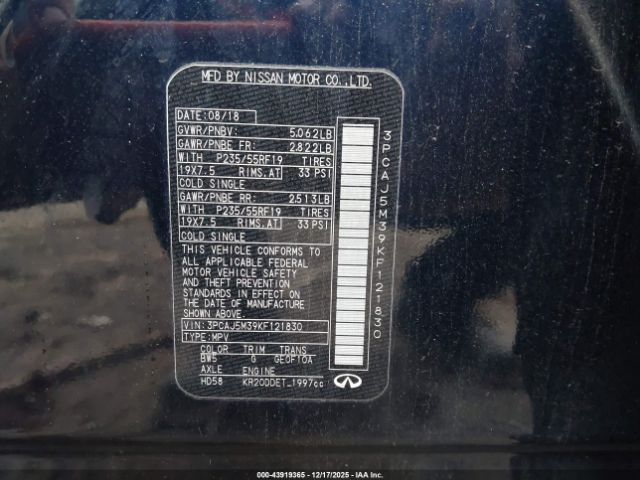 MFD BY NISSAN MOTOR CO.,LTD.
DATE:08/18
GVWR/PNBV: 5.062LB
GAWR/PNBE FR: 2.822LB
WITH P235/55RF19 TIRES
19X7.5 RIMS.AT 33 PSI
COLD SINGLE
GAWR/PNBE RR: 2.513LB
WITH P235/55RF19 TIRES
19X7.5 RIMS.AT 33 PSI
COLD SINGLE
THIS VEHICLE CONFORMS TO
ALL APPLICABLE FEDERAL
MOTOR VEHICLE SAFETY
AND THEFT PREVENTION
STANDARDS IN EFFECT ON
THE DATE OF MANUFACTURE
SHOWN ABOVE.
VIN: 3PCAJ5M39KF121830
TYPE:MPV
COLOR TRIM TRANS
BW5 G GE0F10A
AXLE ENGINE
HD58 KR20DDET_1997cc
3PCAJ5M39KF121830
INFINITI
000-43919365 - 12/17/2025 - IAAI.COM